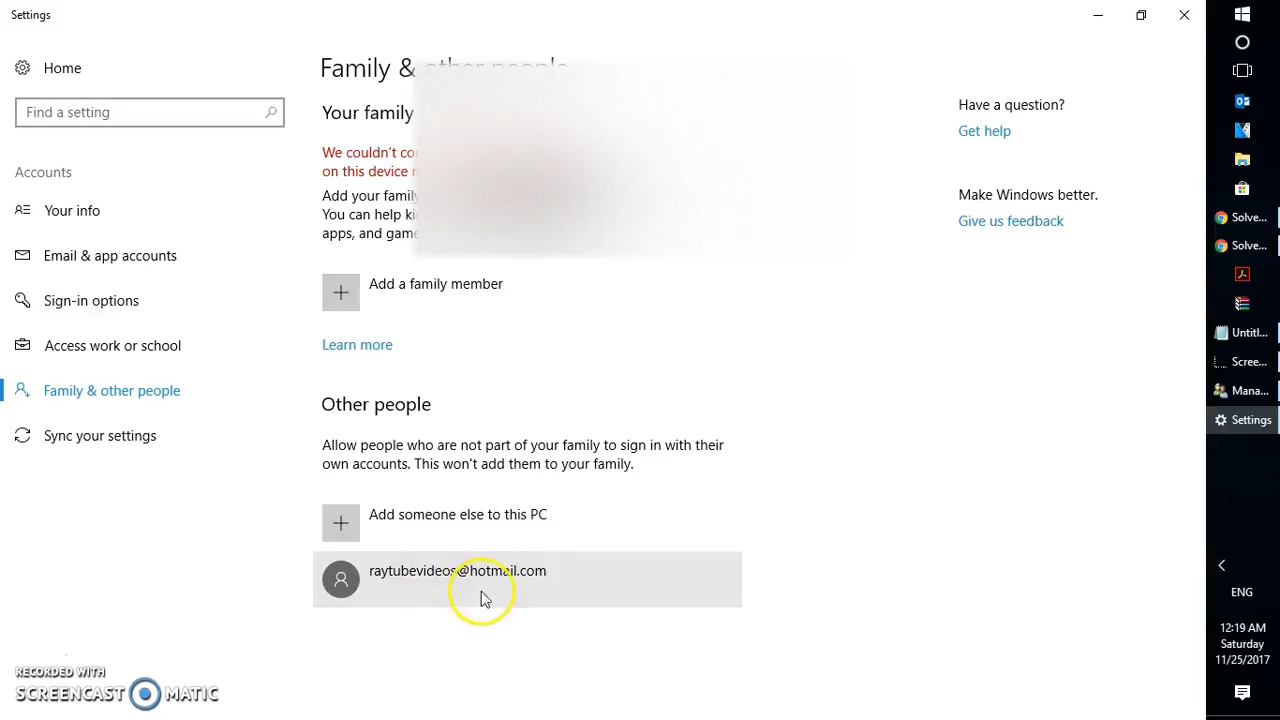 Settings
Home
Find a setting
Accounts
Your info
Email & app accounts
Sign-in options
Access work or school
Family & other people
Sync your settings
Family & other people
Your family
We couldn't
on this device
Add your family
You can help
apps, and
Add a family member
Learn more
Other people
Allow people who are not part of your family to sign in with their
own accounts. This won't add them to your family.
Add someone else to this PC
raytubevideos@hotmail.com
Have a question?
Get help
Make Windows better.
Give us feedback
Solve...
Solve...
Untitl...
Scree...
Mana...
Settings
ENG
12:19 AM
Saturday
11/25/2017
RECORDED WITH
SCREENCAST MATIC